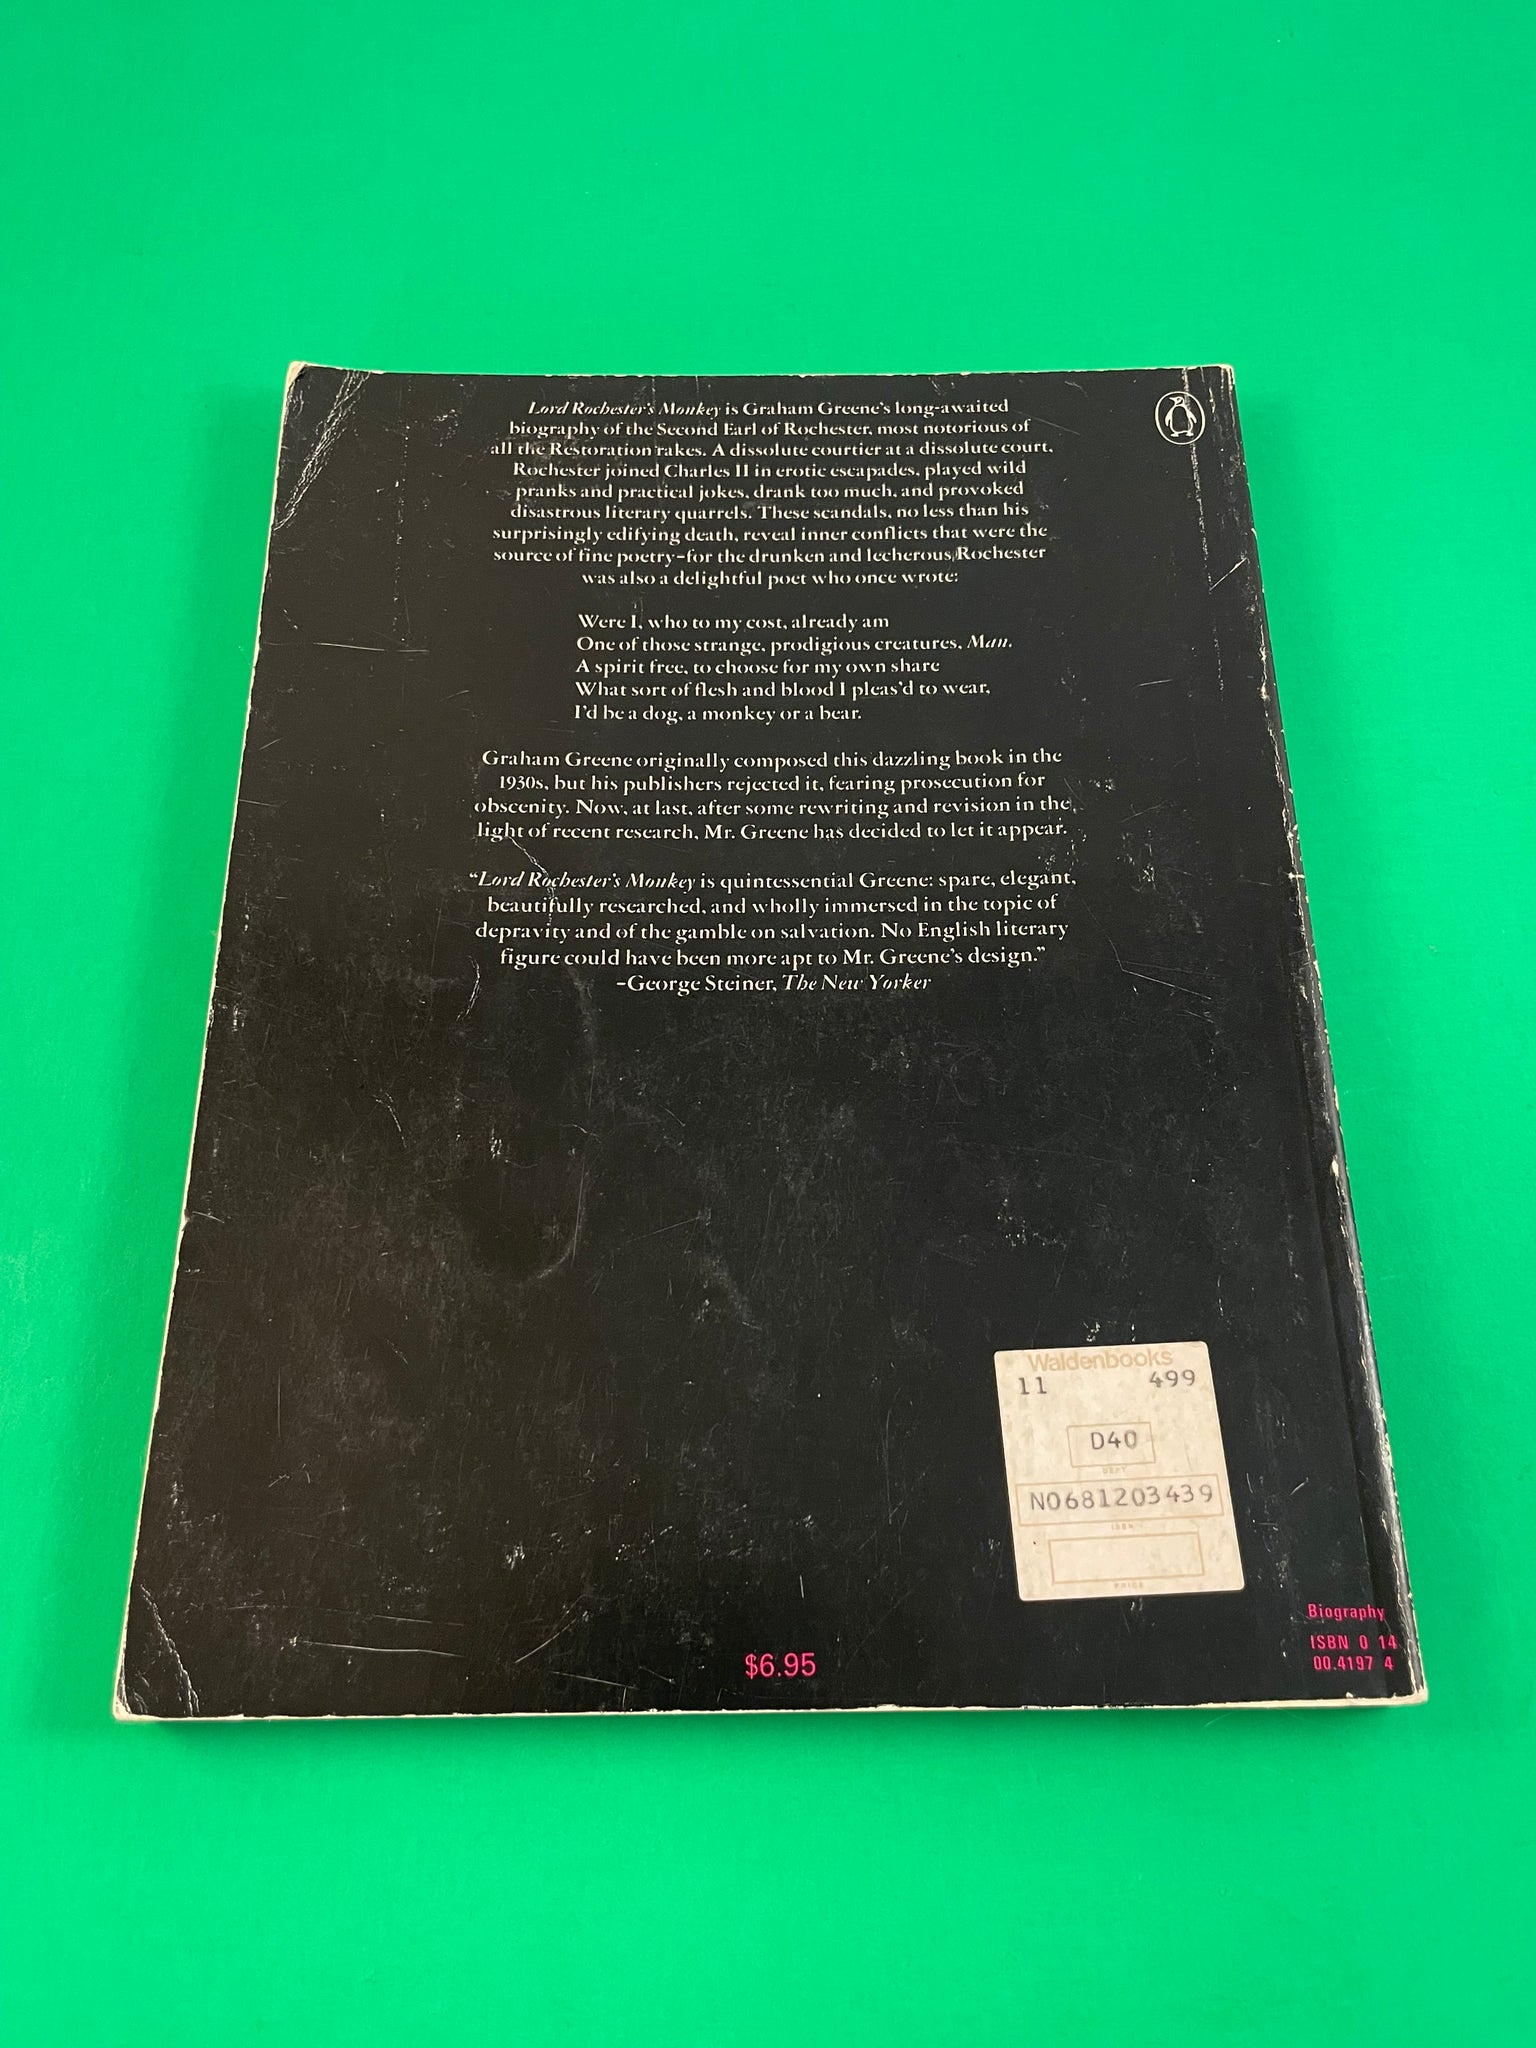 Lord Rochester's Monkey is Graham Greene's long-awaited
biography of the Second Earl of Rochester, most notorious of
all the Restoration rakes. A dissolute courtier at a dissolute court,
Rochester joined Charles II in erotic escapades, played wild
pranks and practical jokes, drank too much, and provoked
disastrous literary quarrels. These scandals, no less than his
surprisingly edifying death, reveal inner conflicts that were the
source of fine poetry–for the drunken and lecherous Rochester
was also a delightful poet who once wrote:
Were I, who to my cost, already am
One of those strange, prodigious creatures, Man.
A spirit free, to choose for my own share
What sort of flesh and blood I pleas'd to wear,
I'd be a dog, a monkey or a bear.
Graham Greene originally composed this dazzling book in the
1930s, but his publishers rejected it, fearing prosecution for
obscenity. Now, at last, after some rewriting and revision in the
light of recent research, Mr. Greene has decided to let it appear.
"Lord Rochester's Monkey is quintessential Greene: spare, elegant,
beautifully researched, and wholly immersed in the topic of
depravity and of the gamble on salvation. No English literary
figure could have been more apt to Mr. Greene's design."
–George Steiner, The New Yorker
Waldenbooks
11 499
D40
DEPT
N0681203439
ISBN
PRICE
Biography
ISBN 0 14
00.4197 4
$6.95